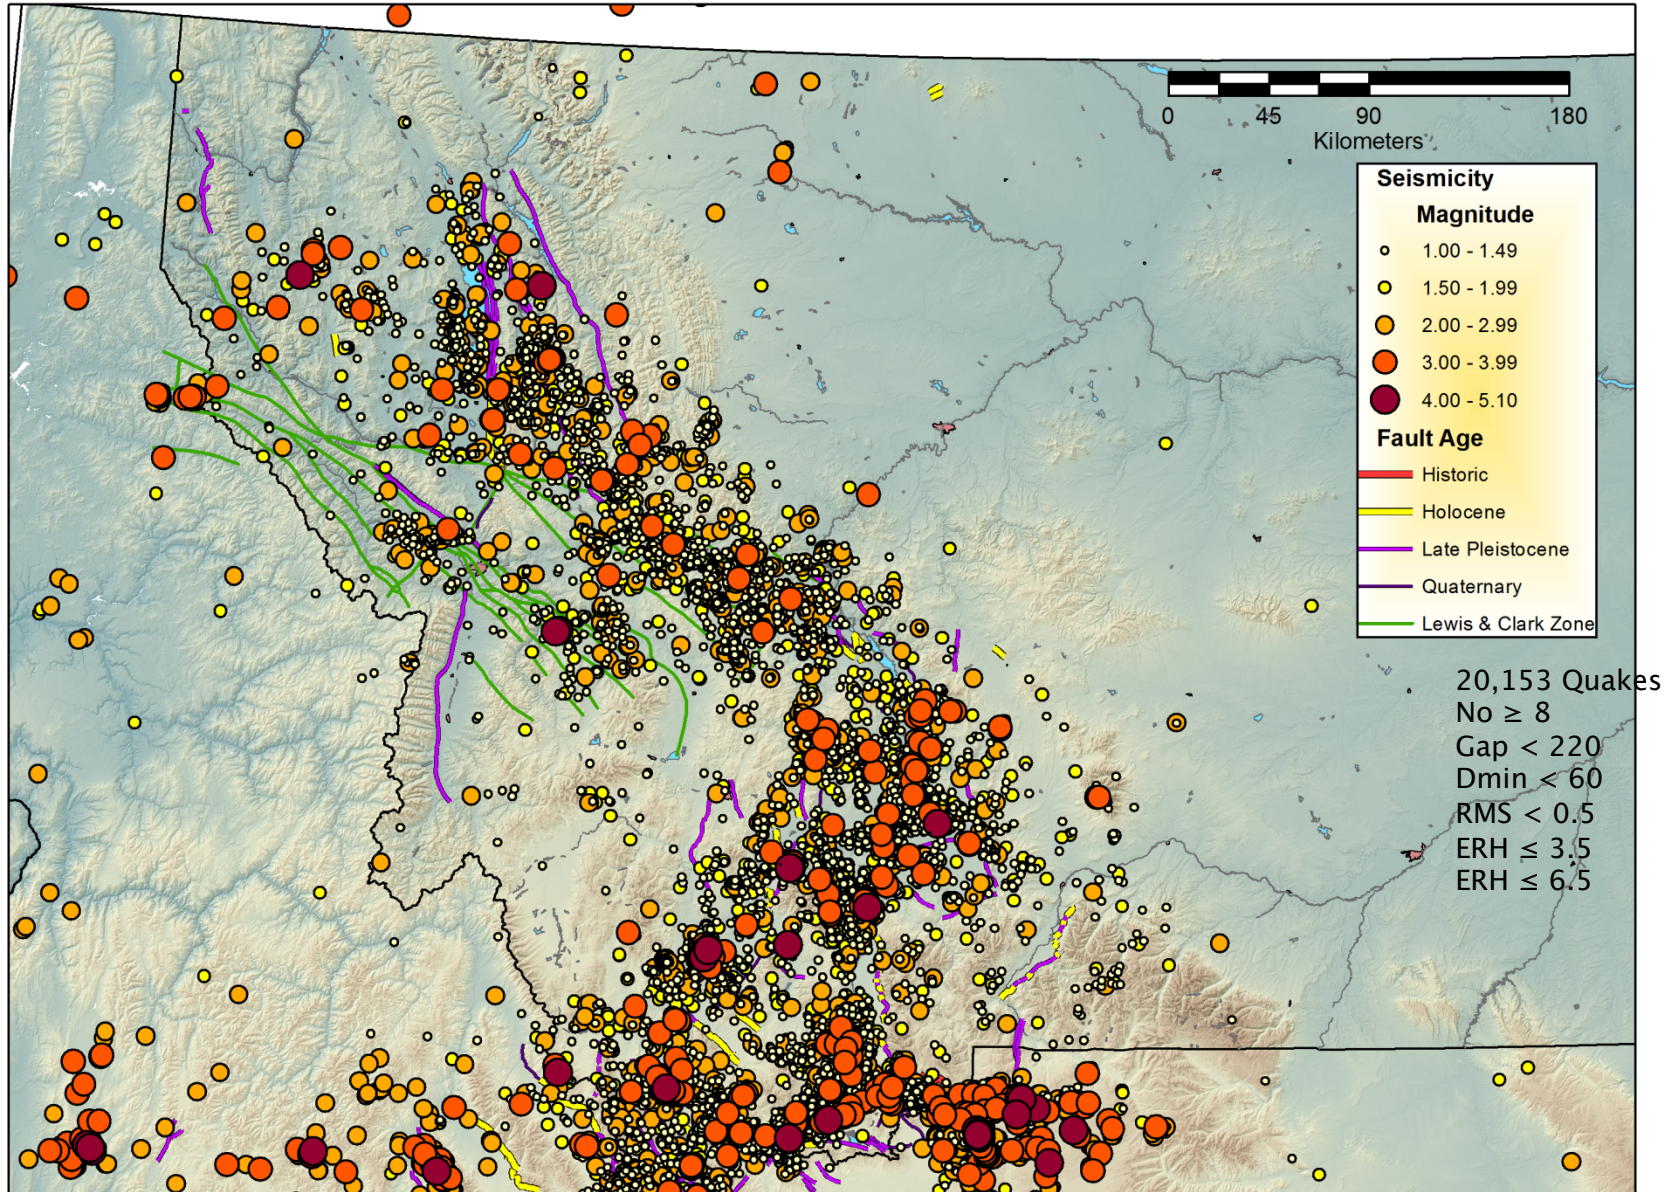 0 45 90 180
Kilometers
Seismicity
Magnitude
1.00 - 1.49
1.50 - 1.99
2.00 - 2.99
3.00 - 3.99
4.00 - 5.10
Fault Age
Historic
Holocene
Late Pleistocene
Quaternary
Lewis & Clark Zone
20,153 Quakes
No ≥ 8
Gap < 220
Dmin < 60
RMS < 0.5
ERH ≤ 3.5
ERH ≤ 6.5